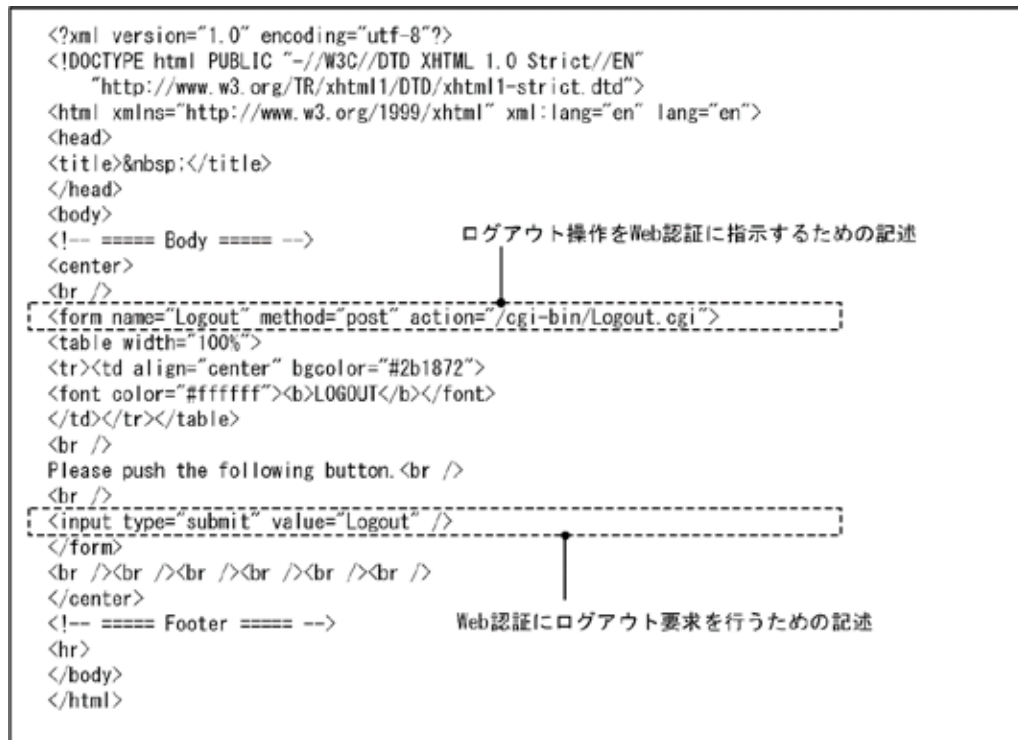 <?xml version="1.0" encoding="utf-8"?>
<!DOCTYPE html PUBLIC "-//W3C//DTD XHTML 1.0 Strict//EN"
"http://www.w3.org/TR/xhtml1/DTD/xhtml1-strict.dtd">
<html xmlns="http://www.w3.org/1999/xhtml" xml:lang="en" lang="en">
<head>
<title>&nbsp;</title>
</head>
<body>
<!-- ===== Body ===== -->
ログアウト操作をWeb認証に指示するための記述
<center>
<br />
<form name="Logout" method="post" action="/cgi-bin/Logout.cgi">
<table width="100%">
<tr><td align="center" bgcolor="#2b1872">
<font color="#ffffff"><b>LOGOUT</b></font>
</td></tr></table>
<br />
Please push the following button.<br />
<br />
<input type="submit" value="Logout" />
</form>
<br /><br /><br /><br /><br /><br />
</center>
<!-- ===== Footer ===== -->
Web認証にログアウト要求を行うための記述
<hr>
</body>
</html>